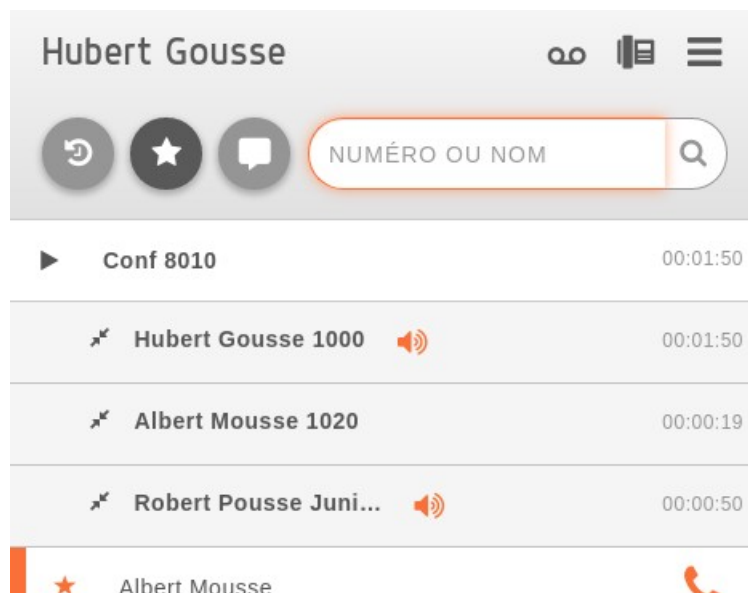 Hubert Gousse
NUMÉRO OU NOM
Conf 8010 00:01:50
Hubert Gousse 1000 00:01:50
Albert Mousse 1020 00:00:19
Robert Pousse Juni... 00:00:50
Albert Mousse